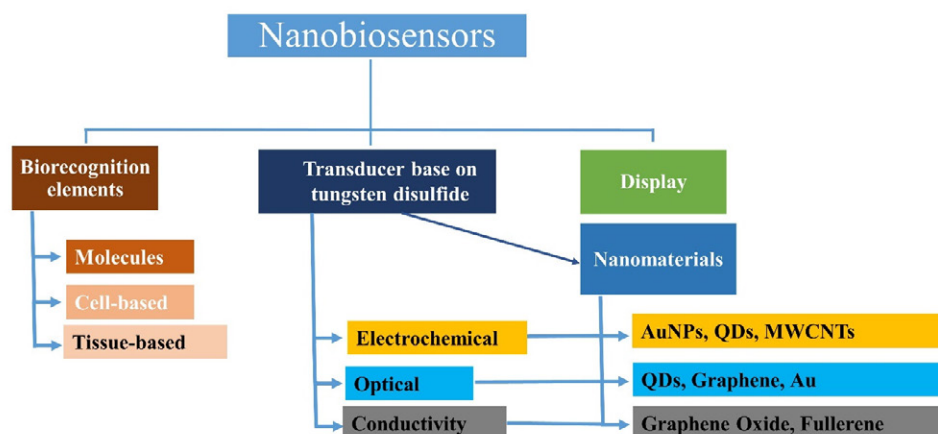 Nanobiosensors
Biorecognition
elements
Transducer base on
tungsten disulfide
Display
Nanomaterials
Molecules
Cell-based
Tissue-based
Electrochemical
AuNPs, QDs, MWCNTs
Optical
QDs, Graphene, Au
Conductivity
Graphene Oxide, Fullerene